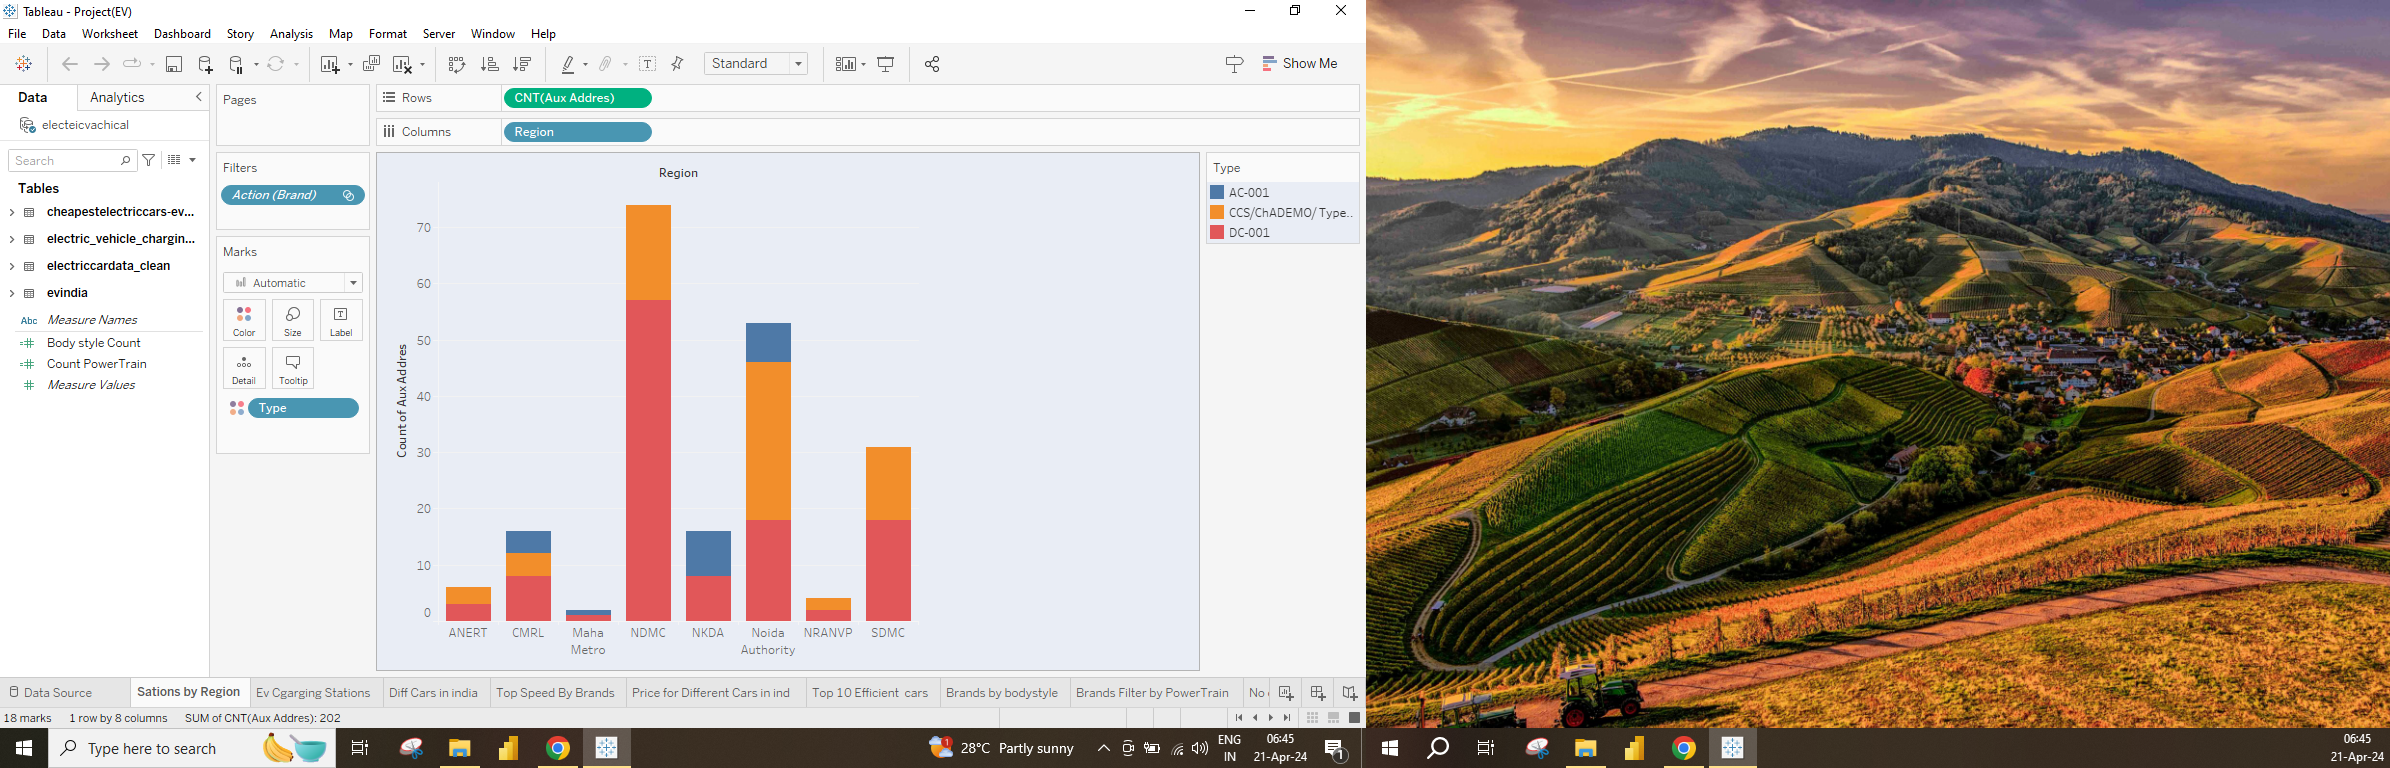 Tableau - Project(EV)
File Data Worksheet Dashboard Story Analysis Map Format Server Window Help
Standard
Show Me
Data Analytics
electeicvachical
Search
Tables
cheapestelectriccars-ev...
electric_vehicle_chargin...
electriccardata_clean
evindia
Abc Measure Names
Body style Count
Count PowerTrain
Measure Values
Pages
Filters
Action (Brand)
Marks
Automatic
Color Size Label
Detail Tooltip
Type
Rows CNT(Aux Addres)
Columns Region
Region
Count of Aux Addres
70
60
50
40
30
20
10
0
ANERT CMRL Maha Metro NDMC NKDA Noida Authority NRANVP SDMC
Type
AC-001
CCS/ChADEMO/ Type..
DC-001
Data Source Sations by Region Ev Cgarging Stations Diff Cars in india Top Speed By Brands Price for Different Cars in ind Top 10 Efficient cars Brands by bodystyle Brands Filter by PowerTrain No
18 marks 1 row by 8 columns SUM of CNT(Aux Addres): 202
Type here to search
1
28°C Partly sunny
ENG
IN
06:45
21-Apr-24
1
06:45
21-Apr-24